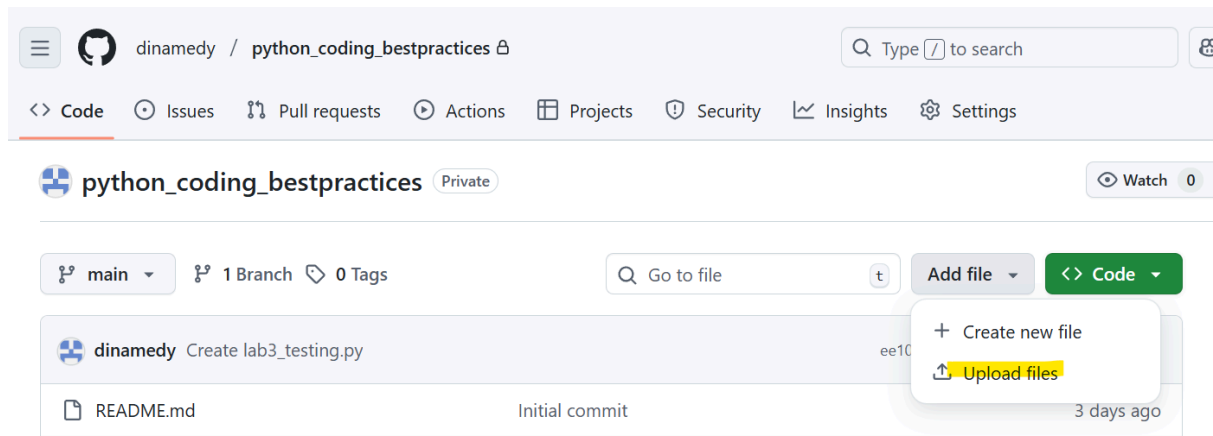 dinamedy / python_coding_bestpractices Type / to search
Code Issues Pull requests Actions Projects Security Insights Settings
python_coding_bestpractices Private Watch 0
main 1 Branch 0 Tags Go to file t Add file <> Code
Create new file
dinamedy Create lab3_testing.py ee10
Upload files
README.md Initial commit 3 days ago